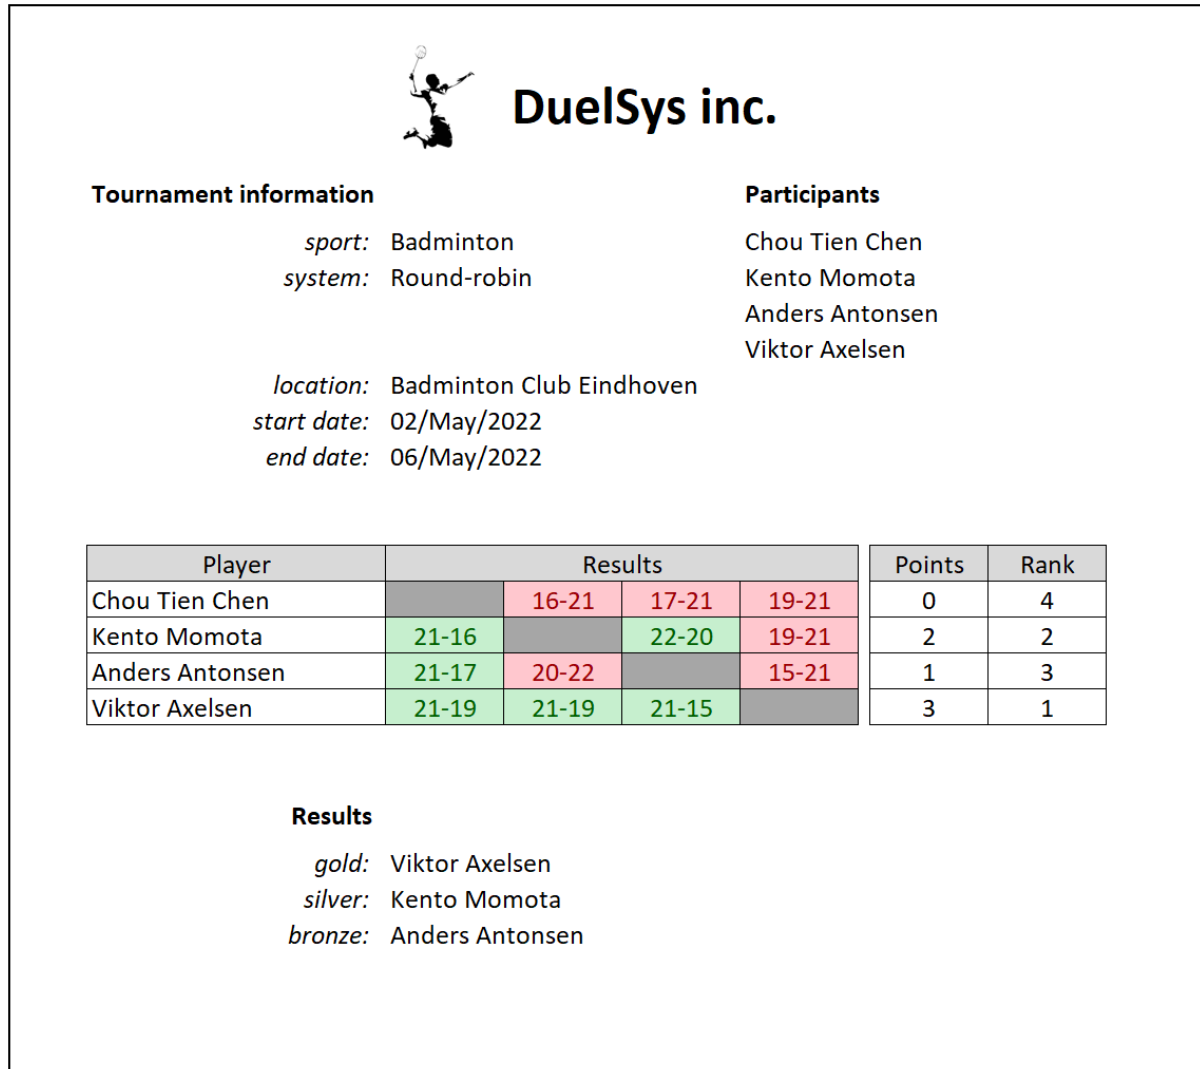 DuelSys inc.
Tournament information
sport: Badminton
system: Round-robin
location: Badminton Club Eindhoven
start date: 02/May/2022
end date: 06/May/2022
Participants
Chou Tien Chen
Kento Momota
Anders Antonsen
Viktor Axelsen
Player Results Points Rank
Chou Tien Chen 16-21 17-21 19-21 0 4
Kento Momota 21-16 22-20 19-21 2 2
Anders Antonsen 21-17 20-22 15-21 1 3
Viktor Axelsen 21-19 21-19 21-15 3 1
Results
gold: Viktor Axelsen
silver: Kento Momota
bronze: Anders Antonsen